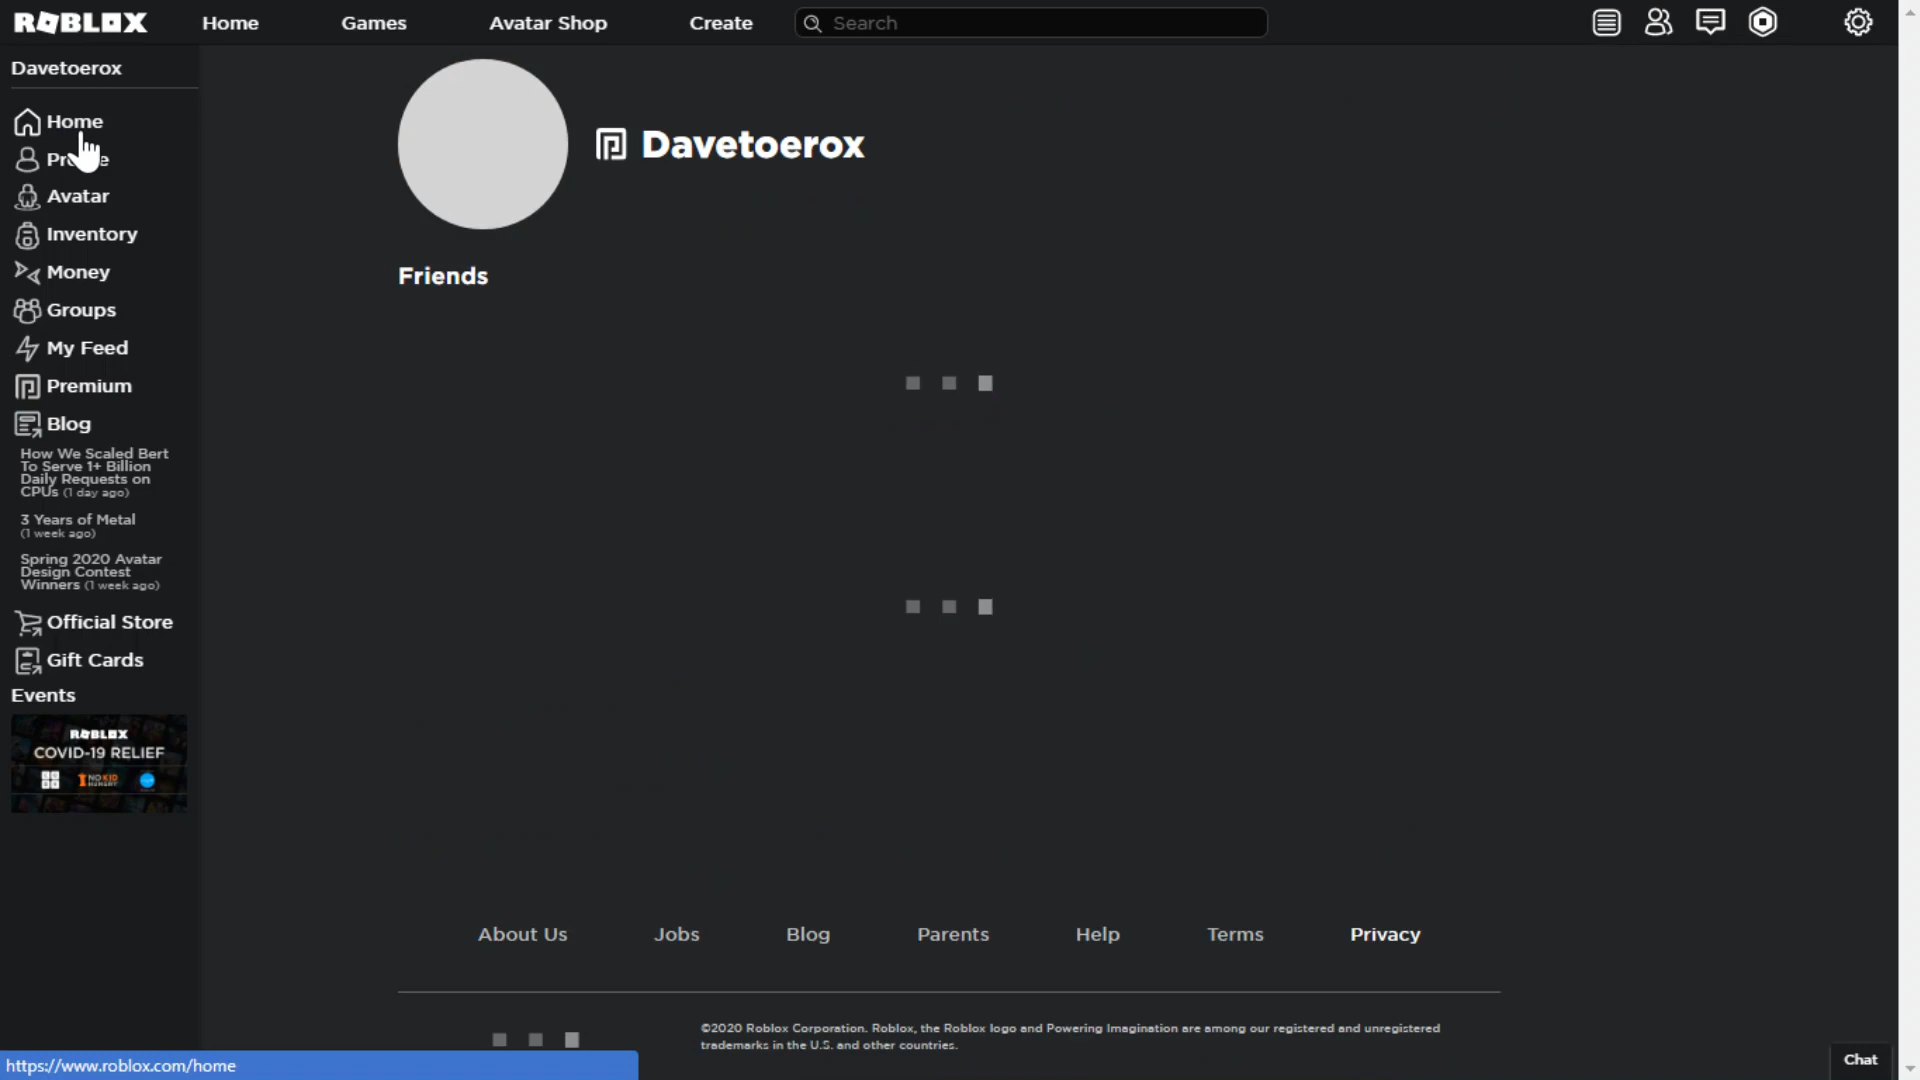 ROBLOX
Home
Games
Avatar Shop
Create
Search
Davetoerox
Home
Avatar
Inventory
Money
Groups
My Feed
Premium
Blog
How We Scaled Bert
To Serve 1+ Billion
Daily Requests on
CPUs (1 day ago)
3 Years of Metal
(1 week ago)
Spring 2020 Avatar
Design Contest
Winners (1 week ago)
Official Store
Gift Cards
Events
ROBLOX
COVID-19 RELIEF
NO KID
HUNGRY
Davetoerox
Friends
About Us
Jobs
Blog
Parents
Help
Terms
Privacy
©2020 Roblox Corporation. Roblox, the Roblox logo and Powering Imagination are among our registered and unregistered
trademarks in the U.S. and other countries.
Chat
https://www.roblox.com/home